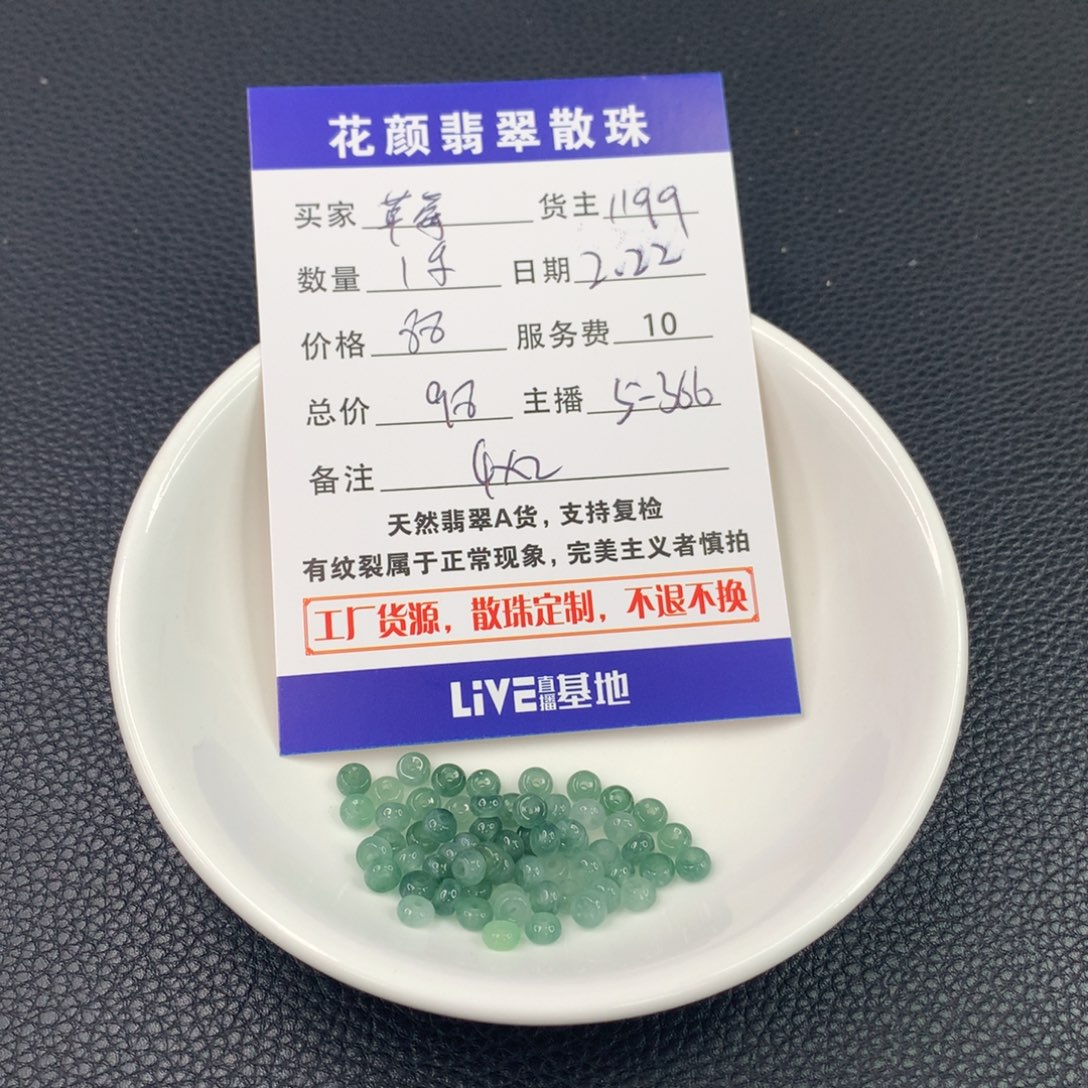 花颜翡翠散珠
买家 草莓 货主 1199
数量 1手 日期 2.22
价格 88 服务费 10
总价 98 主播 5-366
备注 4×2
天然翡翠A货，支持复检
有纹裂属于正常现象，完美主义者慎拍
工厂货源，散珠定制，不退不换
LiVE直播基地